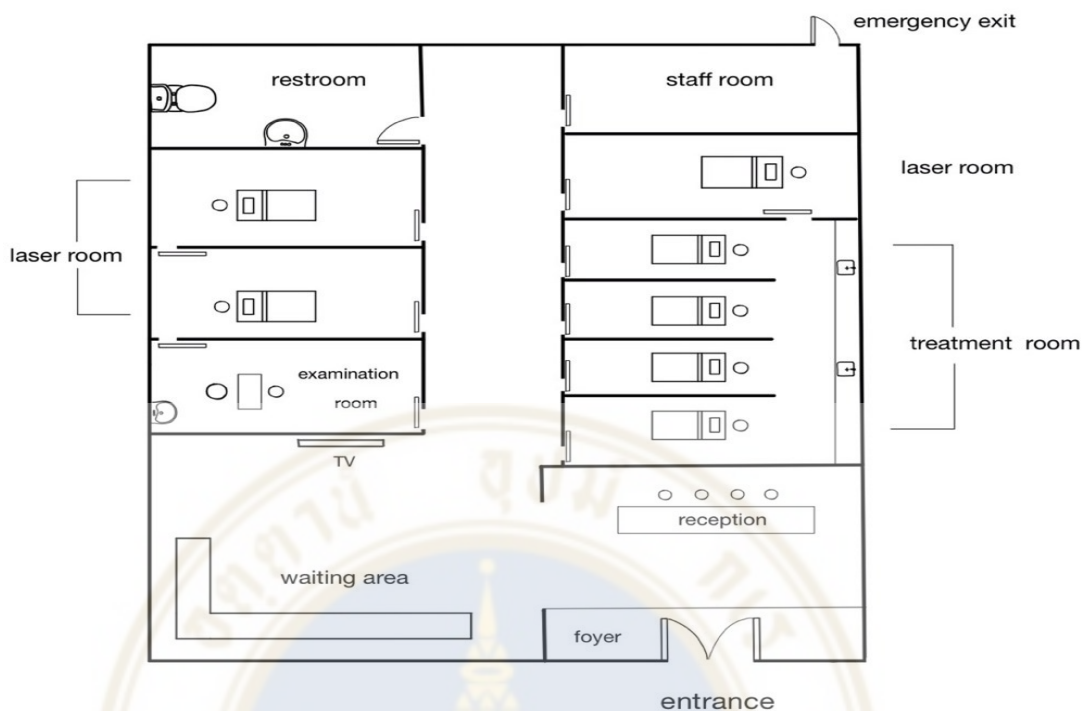 emergency exit
restroom
staff room
laser room
laser room
treatment room
examination
room
TV
reception
waiting area
foyer
entrance